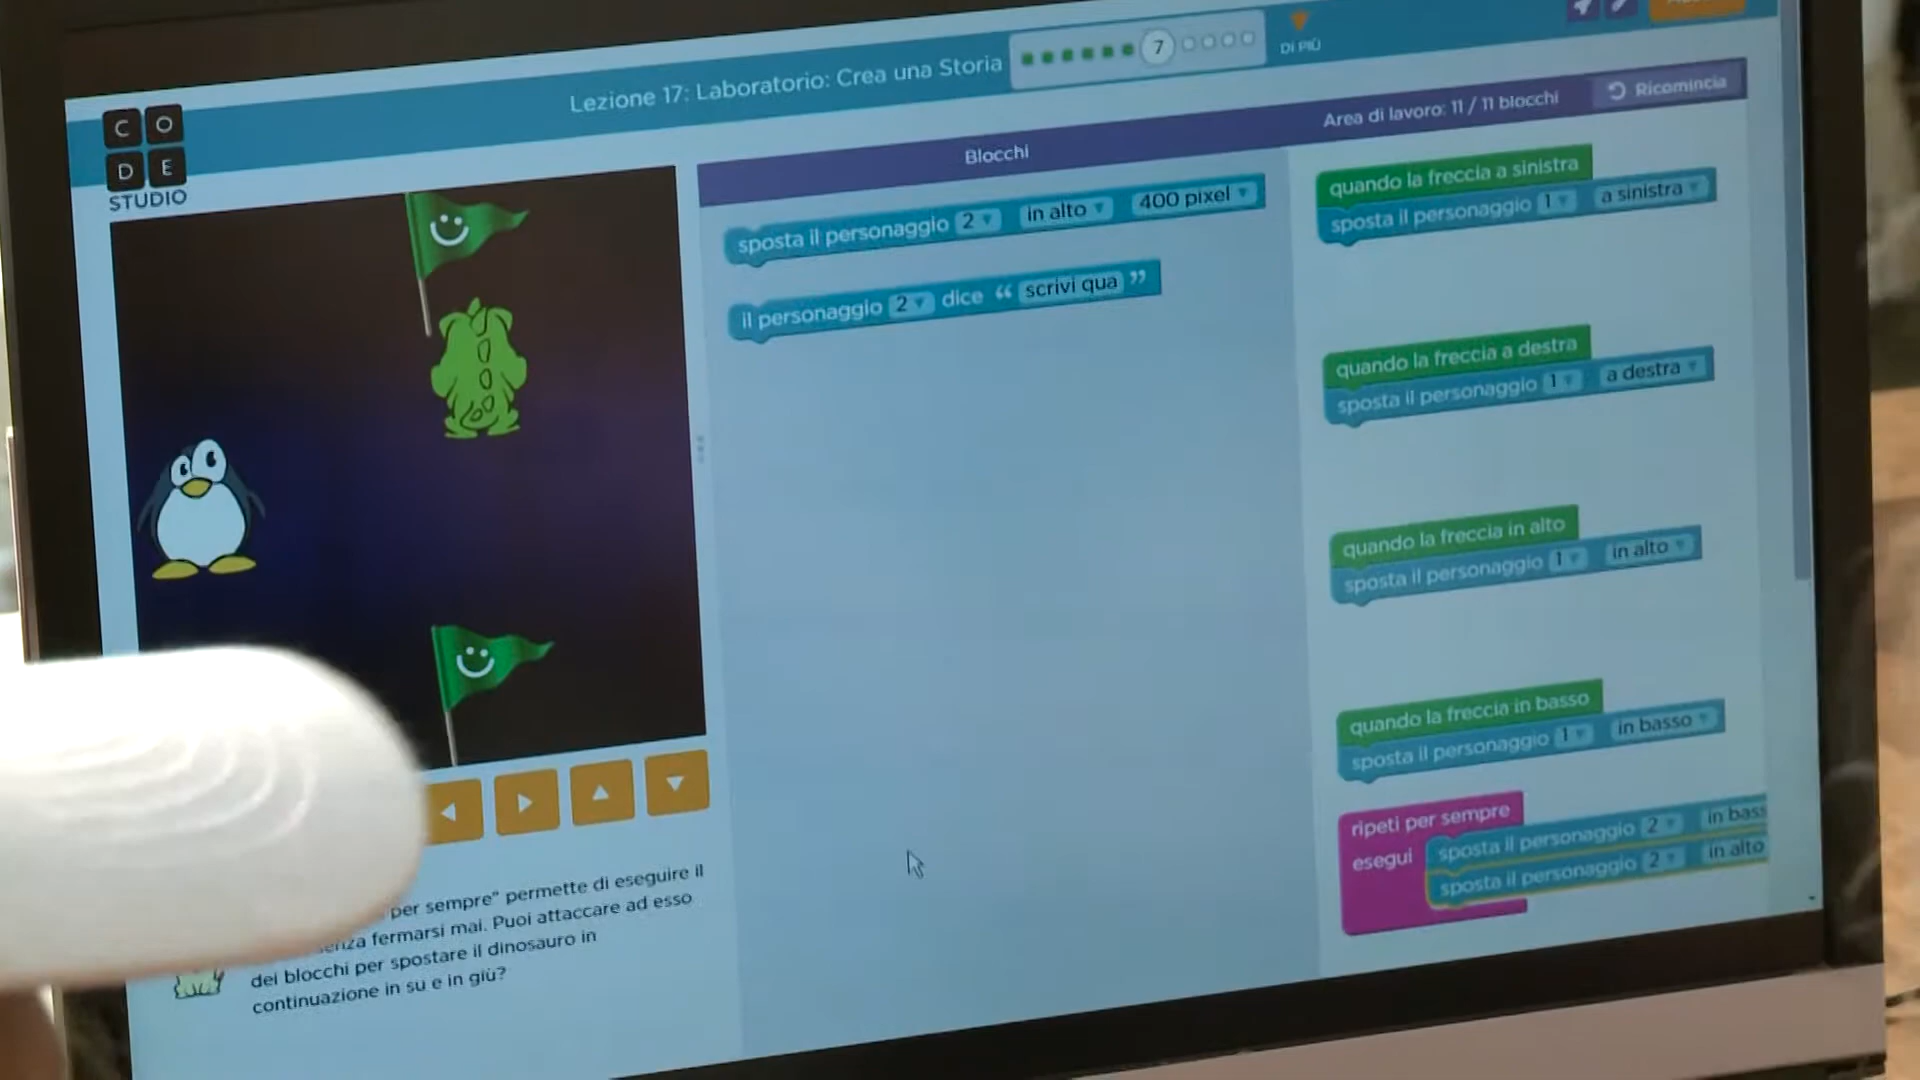 Lezione 17: Laboratorio: Crea una Storia
7
DI PIÙ
C O
D E
STUDIO
Blocchi
Area di lavoro: 11 / 11 blocchi
Ricomincia
sposta il personaggio 2 in alto 400 pixel
il personaggio 2 dice “ scrivi qua ”
quando la freccia a sinistra
sposta il personaggio 1 a sinistra
quando la freccia a destra
sposta il personaggio 1 a destra
quando la freccia in alto
sposta il personaggio 1 in alto
quando la freccia in basso
sposta il personaggio 1 in basso
ripeti per sempre
esegui
sposta il personaggio 2 in bass
sposta il personaggio 2 in alto
per sempre" permette di eseguire il
fermarsi mai. Puoi attaccare ad esso
dei blocchi per spostare il dinosauro in
continuazione in su e in giù?